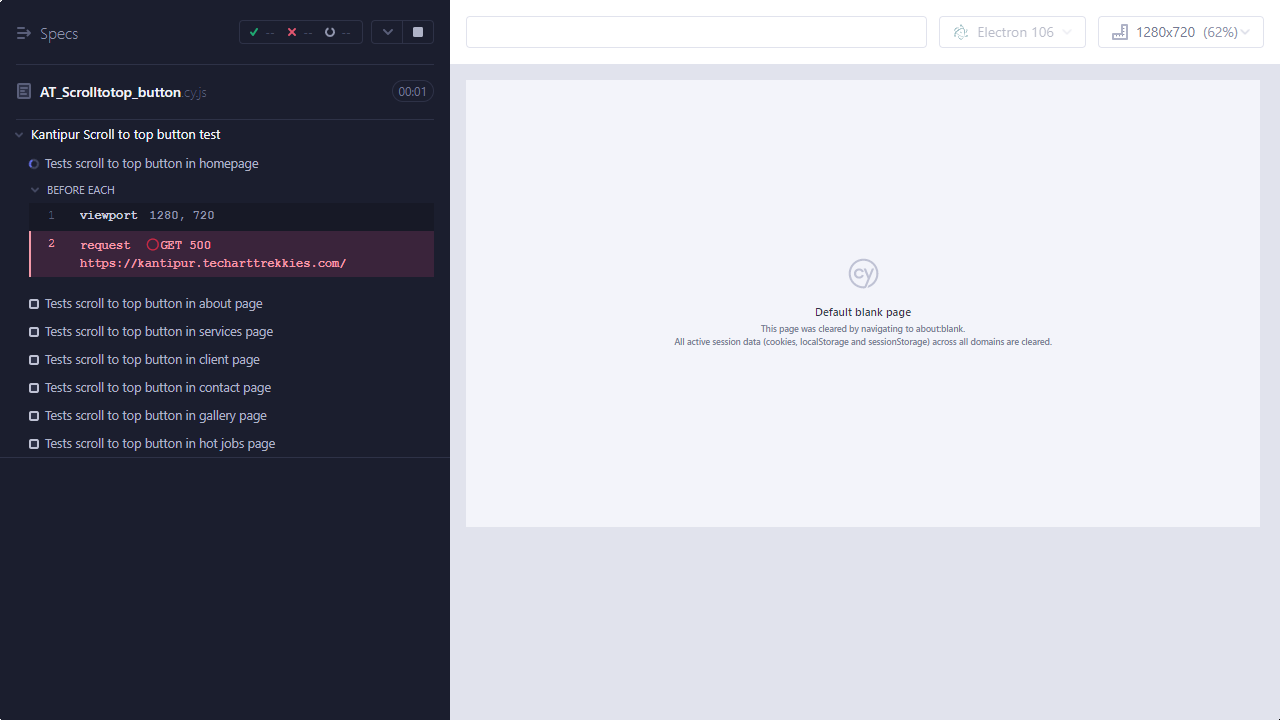 Specs
-- -- --
AT_Scrolltotop_button.cy.js
00:01
Kantipur Scroll to top button test
Tests scroll to top button in homepage
BEFORE EACH
1 viewport 1280, 720
2 request GET 500
https://kantipur.techarttrekkies.com/
Tests scroll to top button in about page
Tests scroll to top button in services page
Tests scroll to top button in client page
Tests scroll to top button in contact page
Tests scroll to top button in gallery page
Tests scroll to top button in hot jobs page
Electron 106
1280x720 (62%)
cy
Default blank page
This page was cleared by navigating to about:blank.
All active session data (cookies, localStorage and sessionStorage) across all domains are cleared.